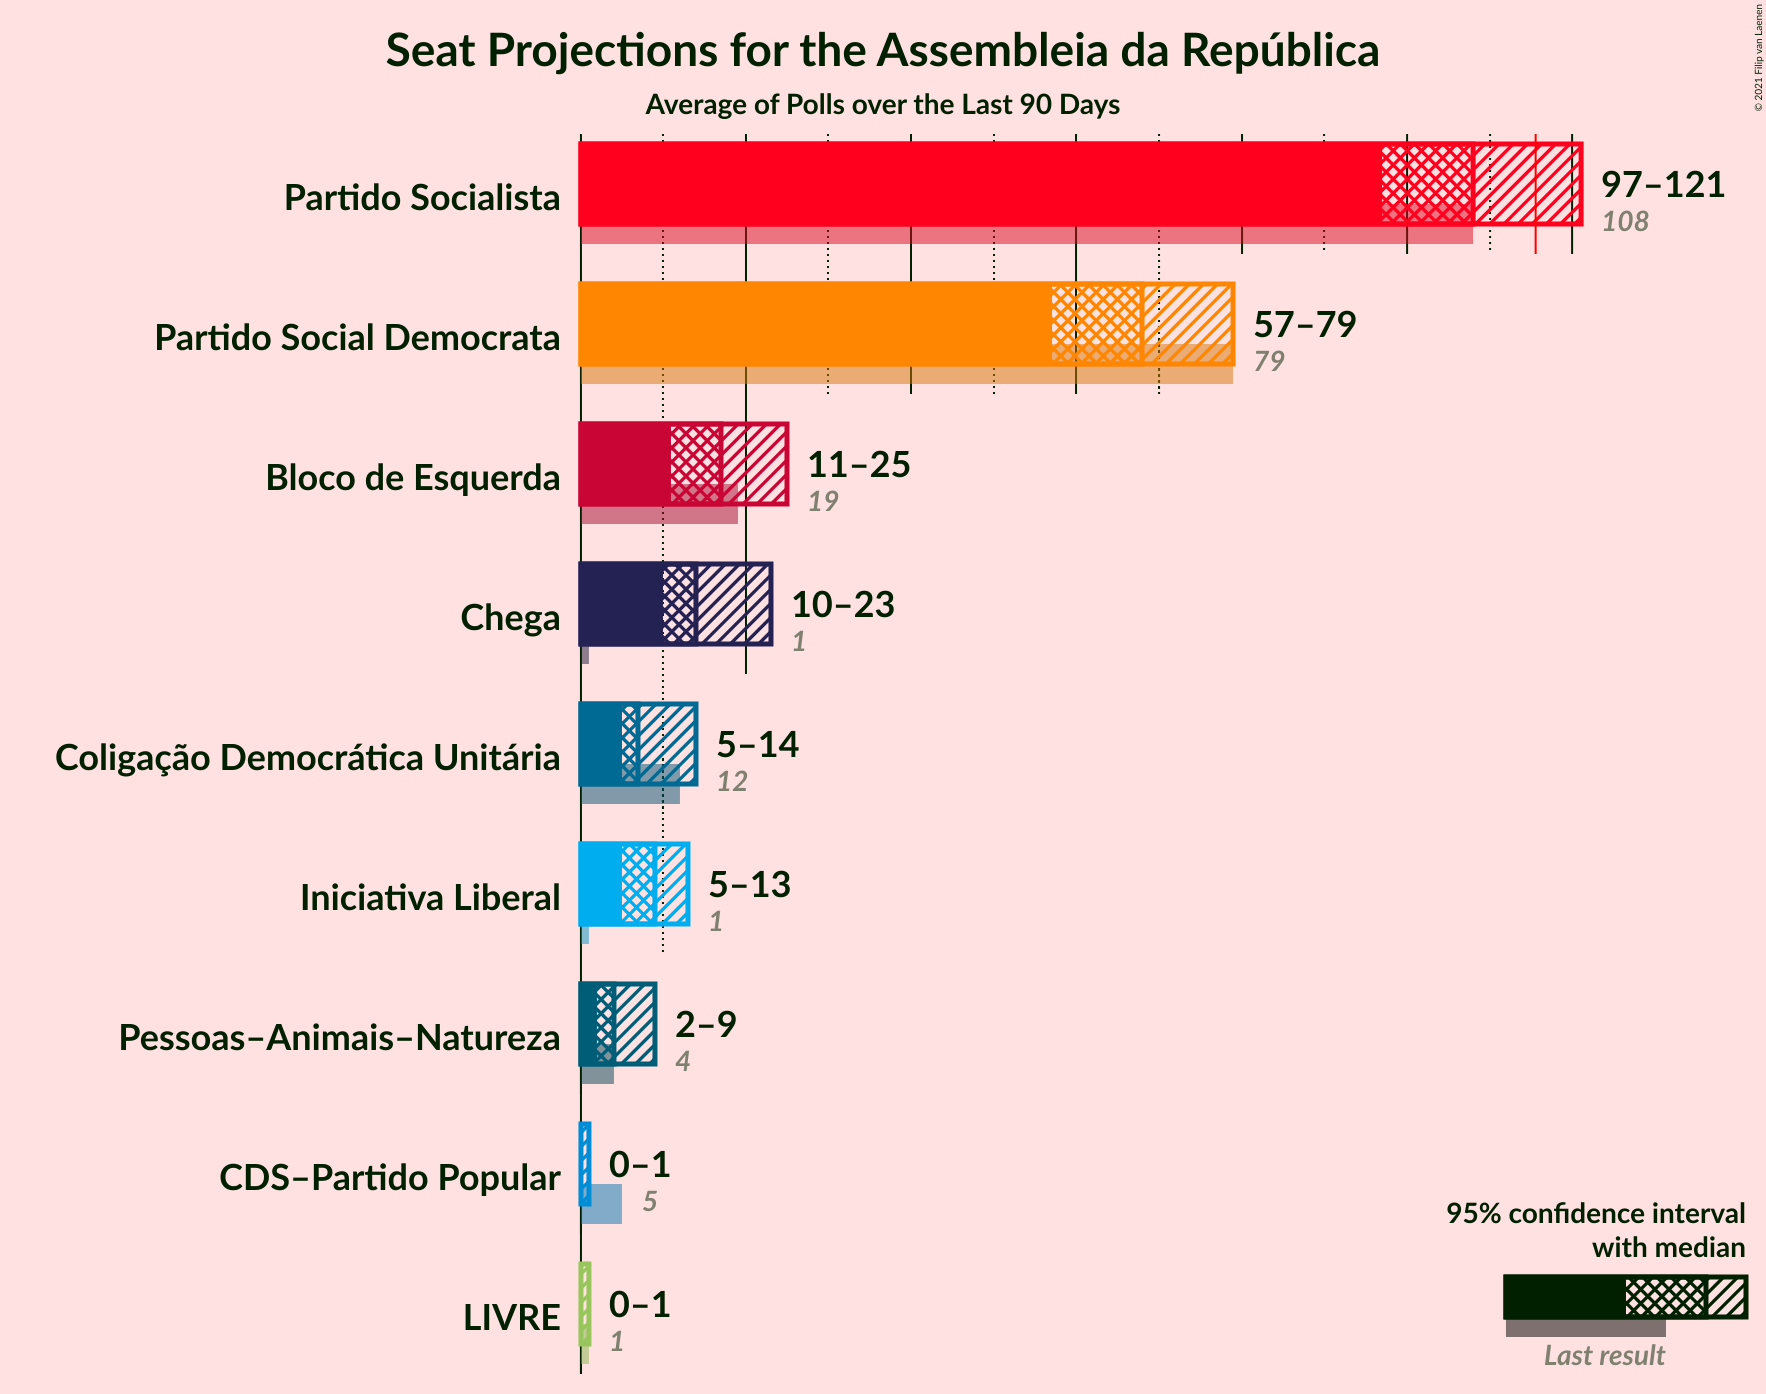 Seat Projections for the Assembleia da República
Average of Polls over the Last 90 Days
© 2021 Filip van Laenen
Partido Socialista
97–121
108
Partido Social Democrata
57–79
79
Bloco de Esquerda
11–25
19
Chega
10–23
1
Coligação Democrática Unitária
5–14
12
Iniciativa Liberal
5–13
1
Pessoas–Animais–Natureza
2–9
4
CDS–Partido Popular
0–1
5
LIVRE
0–1
1
95% confidence interval
with median
Last result